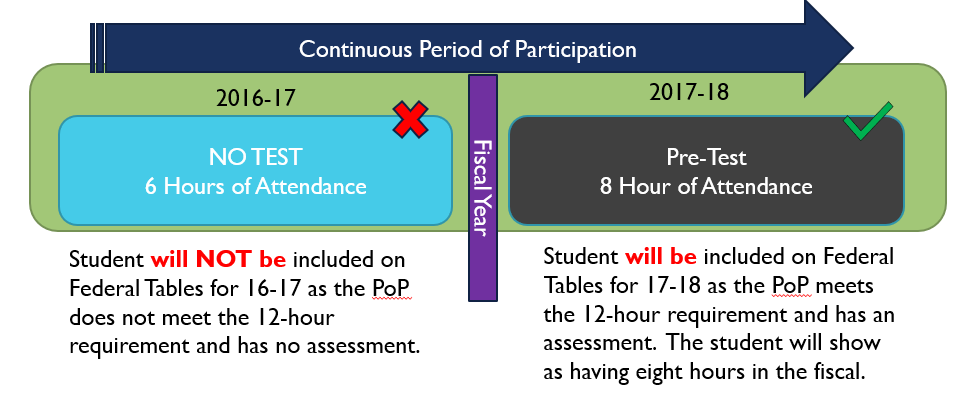 Continuous Period of Participation
2016-17
NO TEST
6 Hours of Attendance
Fiscal Year
2017-18
Pre-Test
8 Hour of Attendance
Student will NOT be included on
Federal Tables for 16-17 as the PoP
does not meet the 12-hour
requirement and has no assessment.
Student will be included on Federal
Tables for 17-18 as the PoP meets
the 12-hour requirement and has an
assessment. The student will show
as having eight hours in the fiscal.